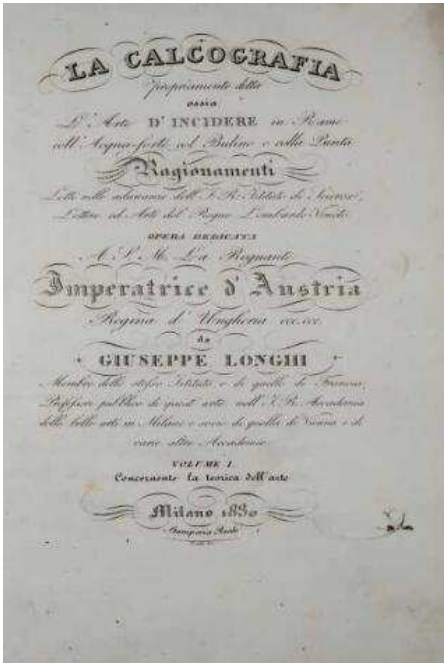 LA CALCOGRAFIA
propriamente detta
ossia
L'Arte D'INCIDERE in Rame
coll'Acqua-forte, col Bulino e colla Punta
Ragionamenti
Letti nelle adunanze dell'I. R. Istituto di Scienze,
Lettere ed Arti del Regno Lombardo Veneto
OPERA DEDICATA
A S. M. La Regnante
Imperatrice d'Austria
Regina d'Ungheria ecc. ecc.
da
GIUSEPPE LONGHI
Membro dello stesso Istituto e di quello di Francia,
Professore pubblico di quest'arte nell'I. R. Accademia
delle belle arti in Milano e socio di quella di Vienna e di
varie altre Accademie.
VOLUME I.
Concernente la teorica dell'arte
Milano 1830
Stamperia Reale